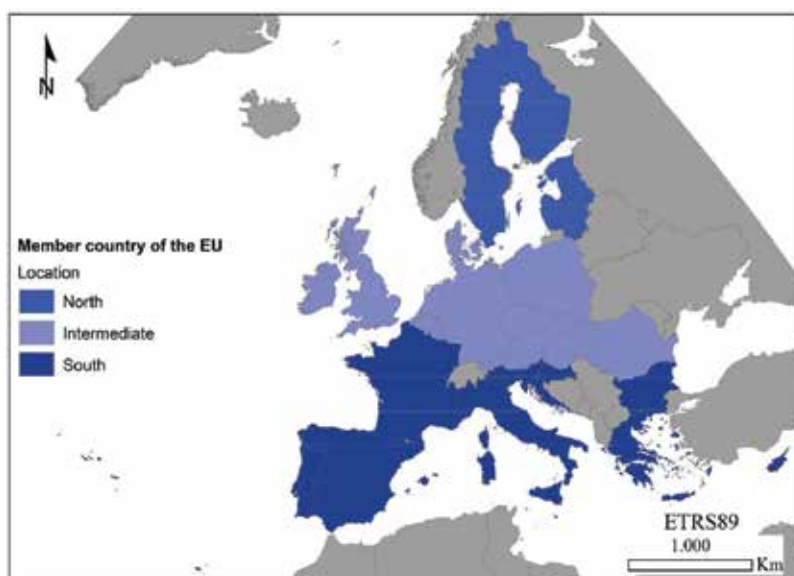 N
Member country of the EU
Location
North
Intermediate
South
ETRS89
1.000
Km